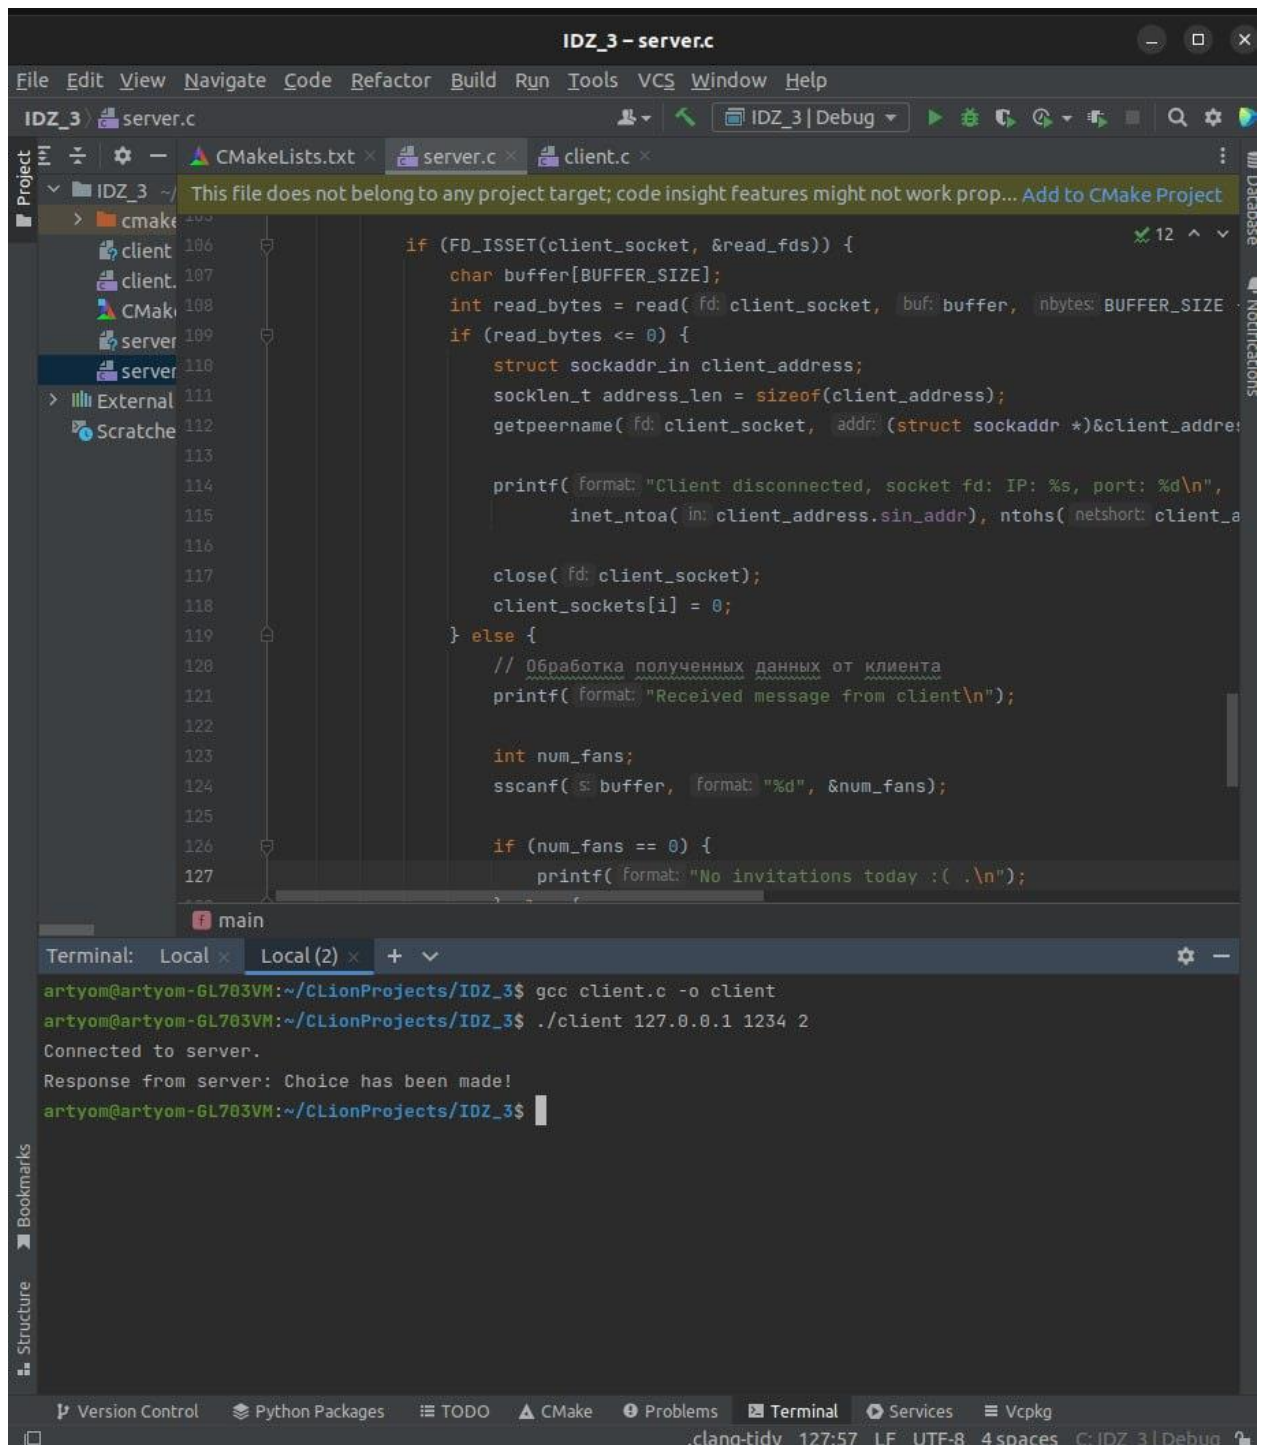 IDZ_3 – server.c
File Edit View Navigate Code Refactor Build Run Tools VCS Window Help
IDZ_3 server.c IDZ_3 | Debug
CMakeLists.txt server.c client.c
Project
IDZ_3 ~/
This file does not belong to any project target; code insight features might not work prop... Add to CMake Project
Database
Notifications
cmake
client
client.
CMak
server
server
External
Scratche
106 if (FD_ISSET(client_socket, &read_fds)) {
12
107 char buffer[BUFFER_SIZE];
108 int read_bytes = read( fd: client_socket, buf: buffer, nbytes: BUFFER_SIZE -
109 if (read_bytes <= 0) {
110 struct sockaddr_in client_address;
111 socklen_t address_len = sizeof(client_address);
112 getpeername( fd: client_socket, addr: (struct sockaddr *)&client_addres
113
114 printf( format: "Client disconnected, socket fd: IP: %s, port: %d\n",
115 inet_ntoa( in: client_address.sin_addr), ntohs( netshort: client_a
116
117 close( fd: client_socket);
118 client_sockets[i] = 0;
119 } else {
120 // Обработка полученных данных от клиента
121 printf( format: "Received message from client\n");
122
123 int num_fans;
124 sscanf( s: buffer, format: "%d", &num_fans);
125
126 if (num_fans == 0) {
127 printf( format: "No invitations today :( .\n");
main
Terminal: Local Local (2)
artyom@artyom-GL703VM:~/CLionProjects/IDZ_3$ gcc client.c -o client
artyom@artyom-GL703VM:~/CLionProjects/IDZ_3$ ./client 127.0.0.1 1234 2
Connected to server.
Response from server: Choice has been made!
artyom@artyom-GL703VM:~/CLionProjects/IDZ_3$
Bookmarks
Structure
Version Control Python Packages TODO CMake Problems Terminal Services Vcpkg
.clang-tidy 127:57 LF UTF-8 4 spaces C: IDZ_3 | Debug